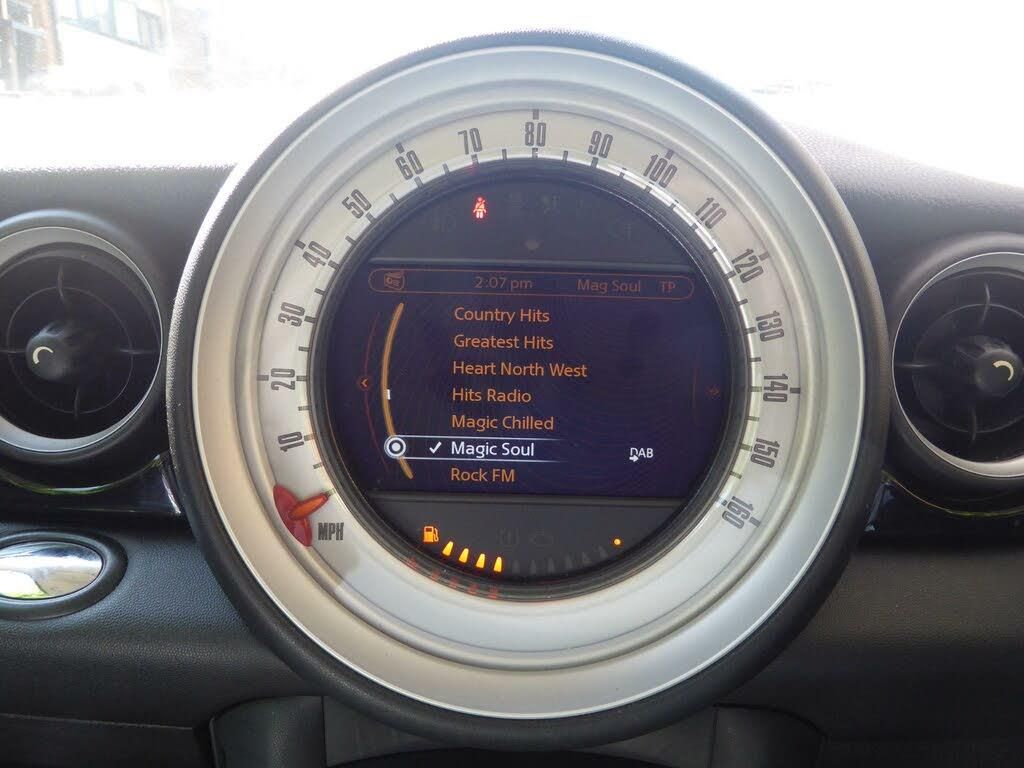 10
20
30
40
50
60
70
80
90
100
110
120
130
140
150
160
MPH
2:07 pm Mag Soul TP
Country Hits
Greatest Hits
Heart North West
Hits Radio
Magic Chilled
Magic Soul DAB
Rock FM